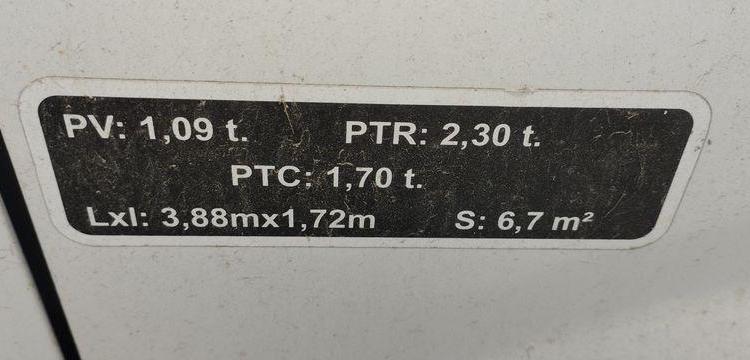 PV: 1,09 t. PTR: 2,30 t.
PTC: 1,70 t.
Lxl: 3,88mx1,72m S: 6,7 m²